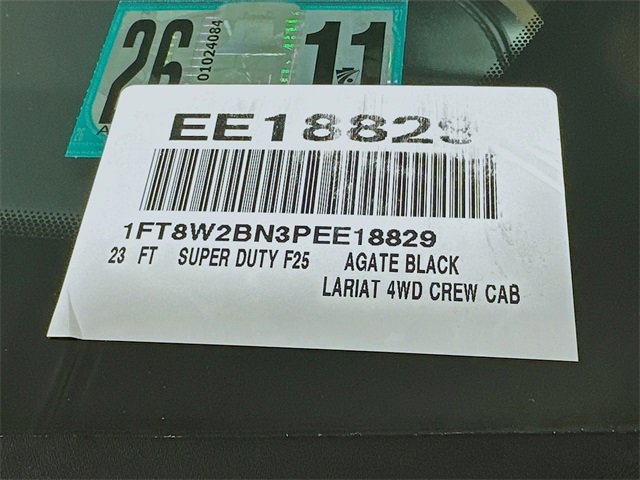 26 01024084 11
EE18829
1FT8W2BN3PEE18829
23 FT SUPER DUTY F25 AGATE BLACK
LARIAT 4WD CREW CAB